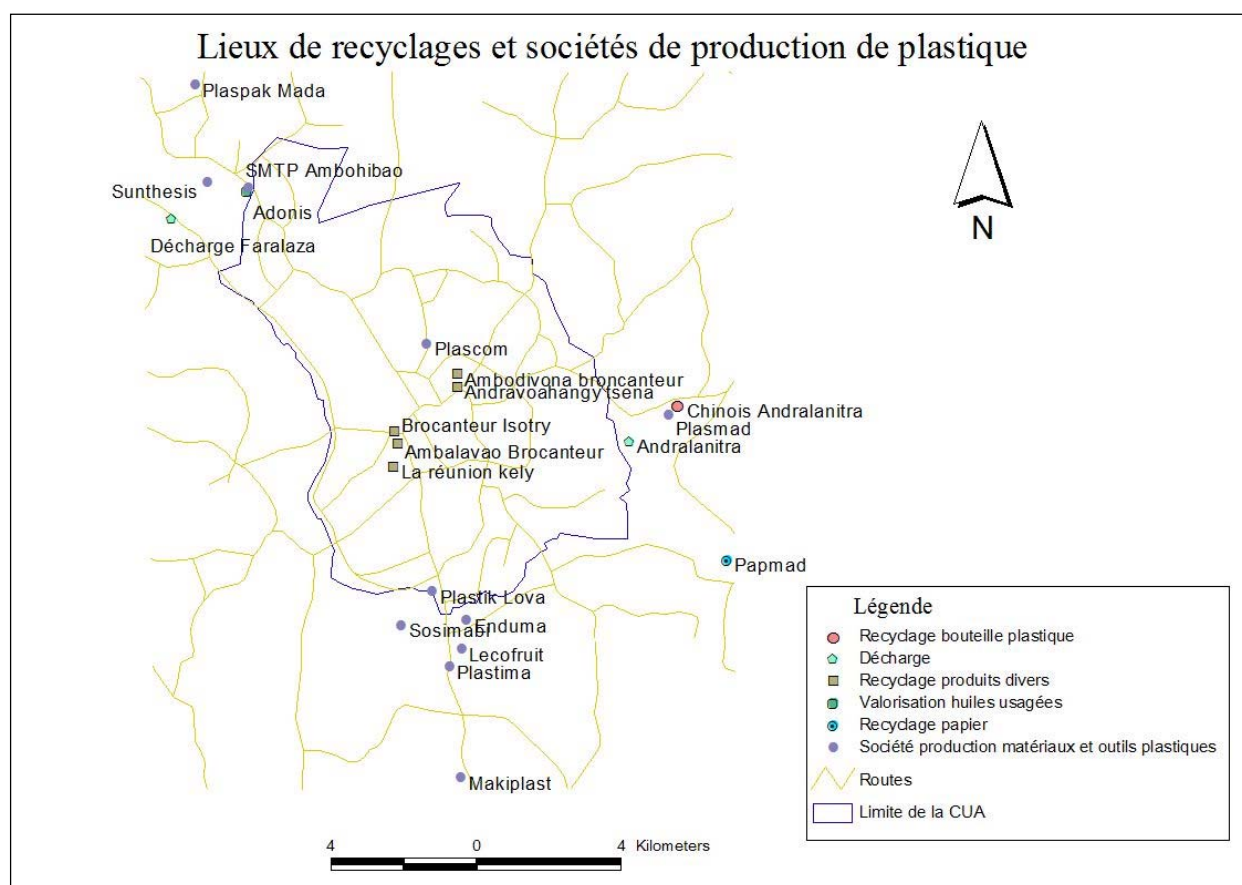 Lieux de recyclages et sociétés de production de plastique
Plaspak Mada
SMTP Ambohibao
Sunthesis
Adonis
Décharge Faralaza
N
Plascom
Ambodivona broncanteur
Andravoahangy tsena
Chinois Andralanitra
Plasmad
Brocanteur Isotry
Andralanitra
Ambalavao Brocanteur
La réunion kely
Papmad
Plastik Lova
Sosimabi
Enduma
Lecofruit
Plastima
Makiplast
Légende
Recyclage bouteille plastique
Décharge
Recyclage produits divers
Valorisation huiles usagées
Recyclage papier
Société production matériaux et outils plastiques
Routes
Limite de la CUA
4 0 4 Kilometers